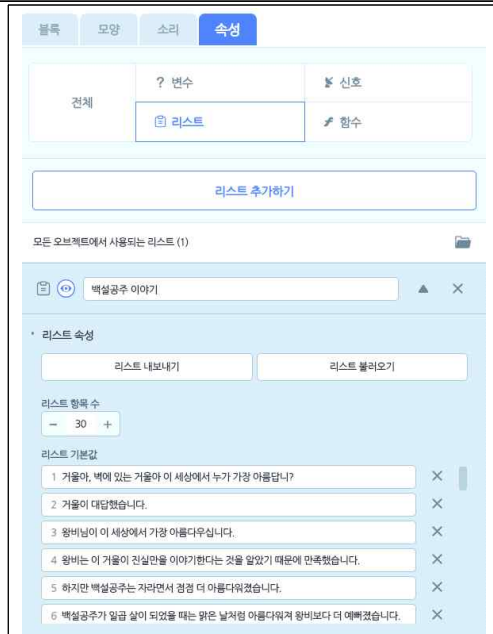 블록 모양 소리 속성
전체
? 변수 신호
리스트 함수
리스트 추가하기
모든 오브젝트에서 사용되는 리스트 (1)
백설공주 이야기
리스트 속성
리스트 내보내기 리스트 불러오기
리스트 항목 수
− 30 +
리스트 기본값
1 거울아, 벽에 있는 거울아 이 세상에서 누가 가장 아름답니?
2 거울이 대답했습니다.
3 왕비님이 이 세상에서 가장 아름다우십니다.
4 왕비는 이 거울이 진실만을 이야기한다는 것을 알았기 때문에 만족했습니다.
5 하지만 백설공주는 자라면서 점점 더 아름다워졌습니다.
6 백설공주가 일곱 살이 되었을 때는 맑은 날처럼 아름다워져 왕비보다 더 예뻐졌습니다.